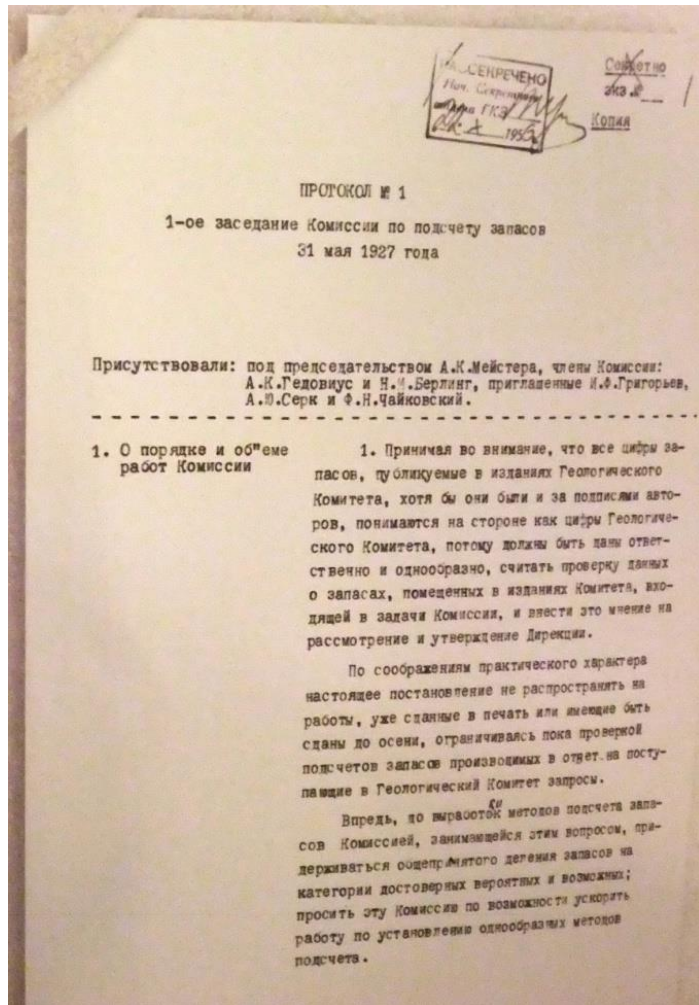 РАССЕКРЕЧЕНО
Нач. Секретной
части ГКЗ
22 X 195
Секретно
экз.№
Копия
ПРОТОКОЛ № 1
1-ое заседание Комиссии по подсчету запасов
31 мая 1927 года
Присутствовали: под председательством А.К.Мейстера, члены Комиссии:
А.К.Гедовиус и Н.И.Берлинг, приглашенные И.Ф.Григорьев,
А.Ю.Серк и Ф.Н.Чайковский.
1. О порядке и об"еме
работ Комиссии
1. Принимая во внимание, что все цифры за-
пасов, публикуемые в изданиях Геологического
Комитета, хотя бы они были и за подписями авто-
ров, понимаются на стороне как цифры Геологиче-
ского Комитета, потому должны быть даны ответ-
ственно и однообразно, считать проверку данных
о запасах, помещенных в изданиях Комитета, вхо-
дящей в задачи Комиссии, и внести это мнение на
рассмотрение и утверждение Дирекции.
По соображениям практического характера
настоящее постановление не распространять на
работы, уже сданные в печать или имеющие быть
сданы до осени, ограничиваясь пока проверкой
подсчетов запасов производимых в ответ на посту-
пающие в Геологический Комитет запросы.
Впредь, до выработки методов подсчета запа-
сов Комиссией, занимающейся этим вопросом, при-
держиваться общепринятого деления запасов на
категории достоверных вероятных и возможных;
просить эту Комиссию по возможности ускорить
работу по установлению однообразных методов
подсчета.